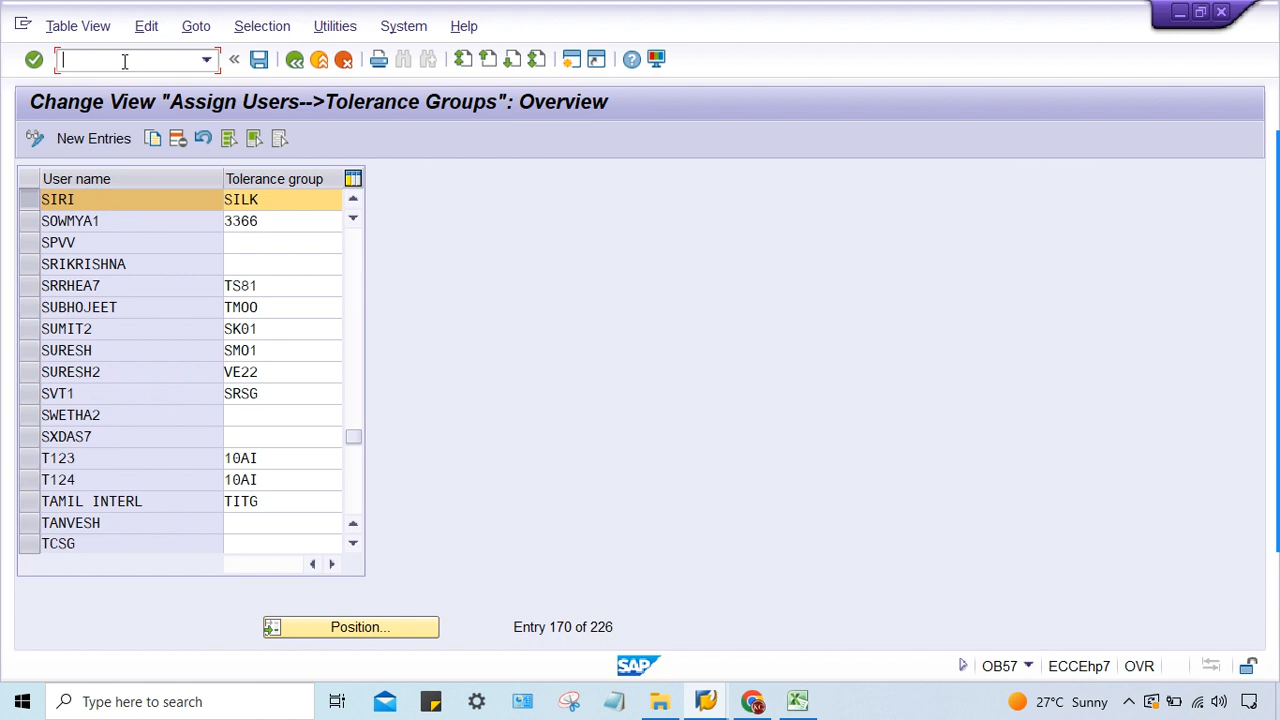 Table View Edit Goto Selection Utilities System Help
Change View "Assign Users-->Tolerance Groups": Overview
New Entries
User name Tolerance group
SIRI SILK
SOWMYA1 3366
SPVV
SRIKRISHNA
SRRHEA7 TS81
SUBHOJEET TMOO
SUMIT2 SK01
SURESH SMO1
SURESH2 VE22
SVT1 SRSG
SWETHA2
SXDAS7
T123 10AI
T124 10AI
TAMIL INTERL TITG
TANVESH
TCSG
Position... Entry 170 of 226
SAP OB57 ECCEhp7 OVR
Type here to search 27°C Sunny